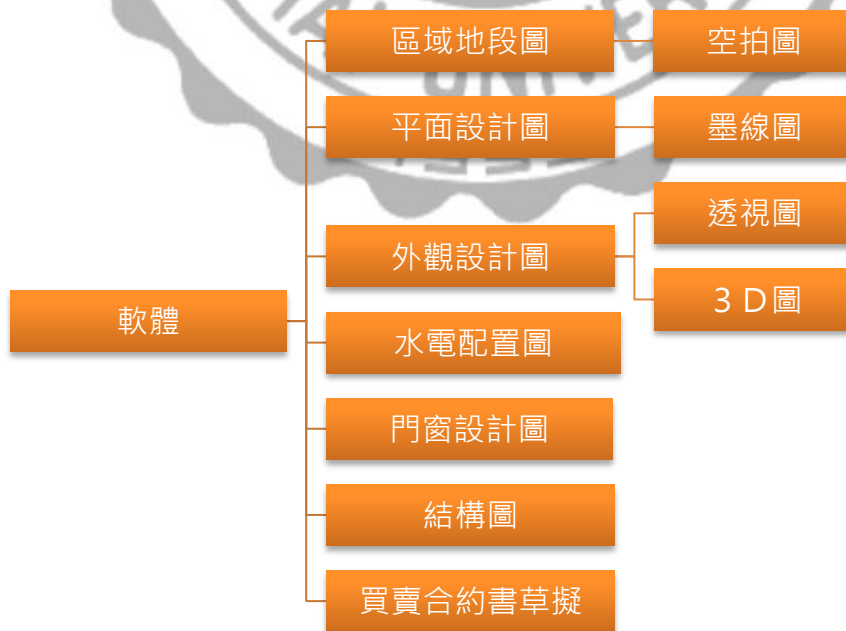 區域地段圖
空拍圖
平面設計圖
墨線圖
外觀設計圖
透視圖
３Ｄ圖
軟體
水電配置圖
門窗設計圖
結構圖
買賣合約書草擬